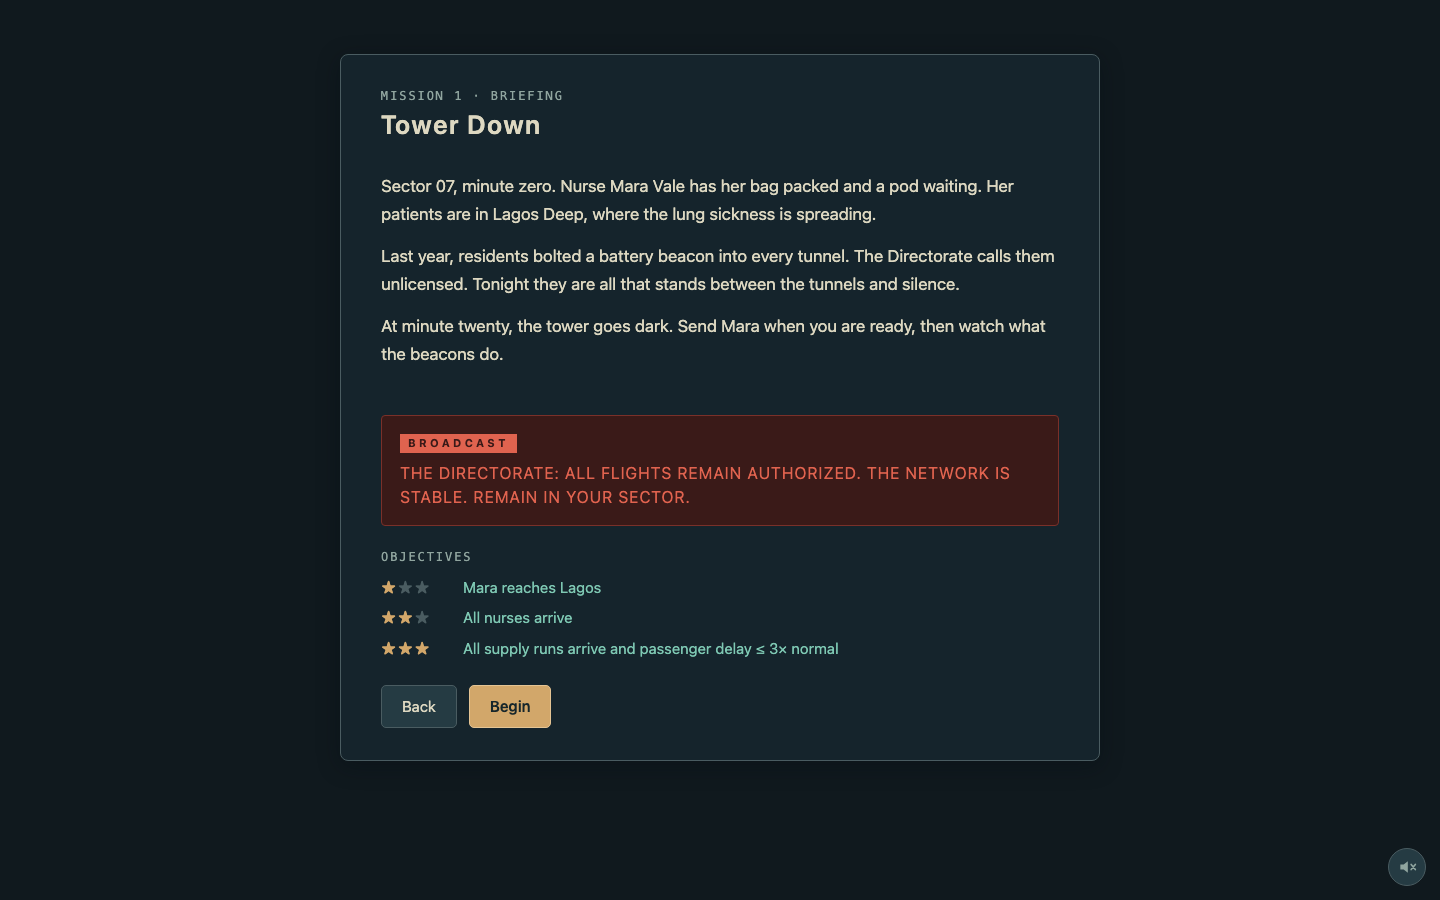 MISSION 1 · BRIEFING
Tower Down
Sector 07, minute zero. Nurse Mara Vale has her bag packed and a pod waiting. Her
patients are in Lagos Deep, where the lung sickness is spreading.
Last year, residents bolted a battery beacon into every tunnel. The Directorate calls them
unlicensed. Tonight they are all that stands between the tunnels and silence.
At minute twenty, the tower goes dark. Send Mara when you are ready, then watch what
the beacons do.
BROADCAST
THE DIRECTORATE: ALL FLIGHTS REMAIN AUTHORIZED. THE NETWORK IS
STABLE. REMAIN IN YOUR SECTOR.
OBJECTIVES
Mara reaches Lagos
All nurses arrive
All supply runs arrive and passenger delay ≤ 3× normal
Back Begin